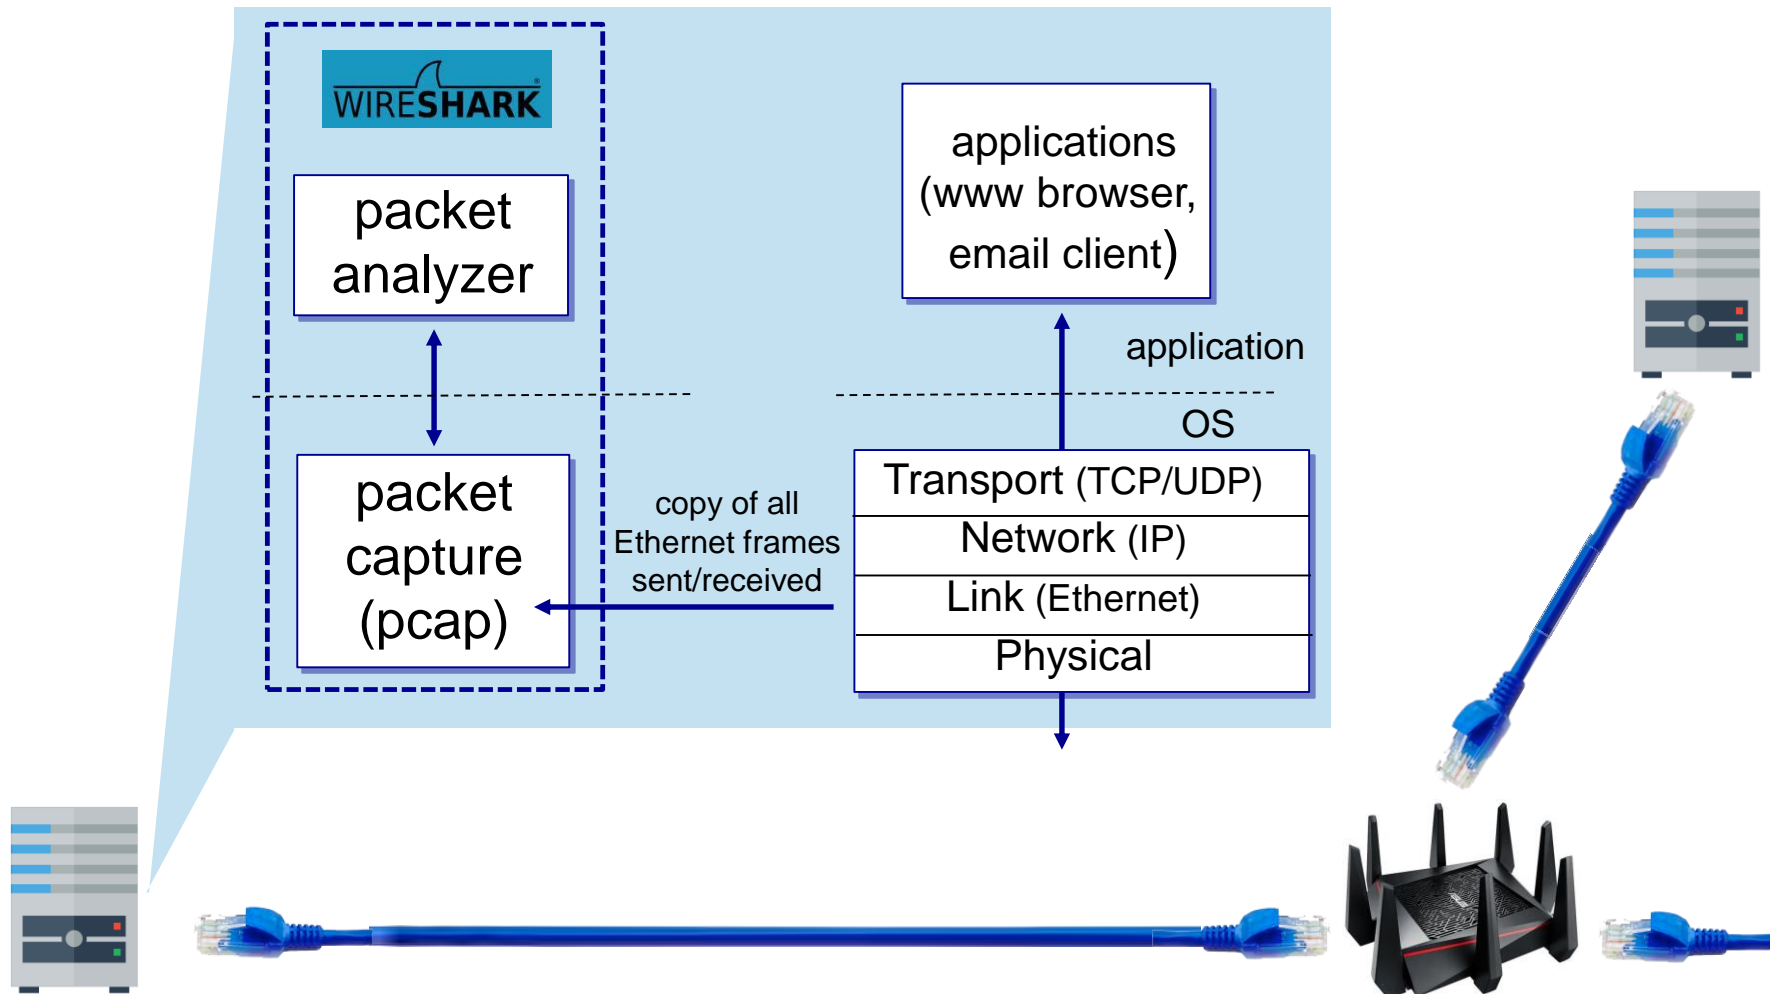 WIRESHARK®
packet
analyzer
applications
(www browser,
email client)
application
OS
packet
capture
(pcap)
copy of all
Ethernet frames
sent/received
Transport (TCP/UDP)
Network (IP)
Link (Ethernet)
Physical